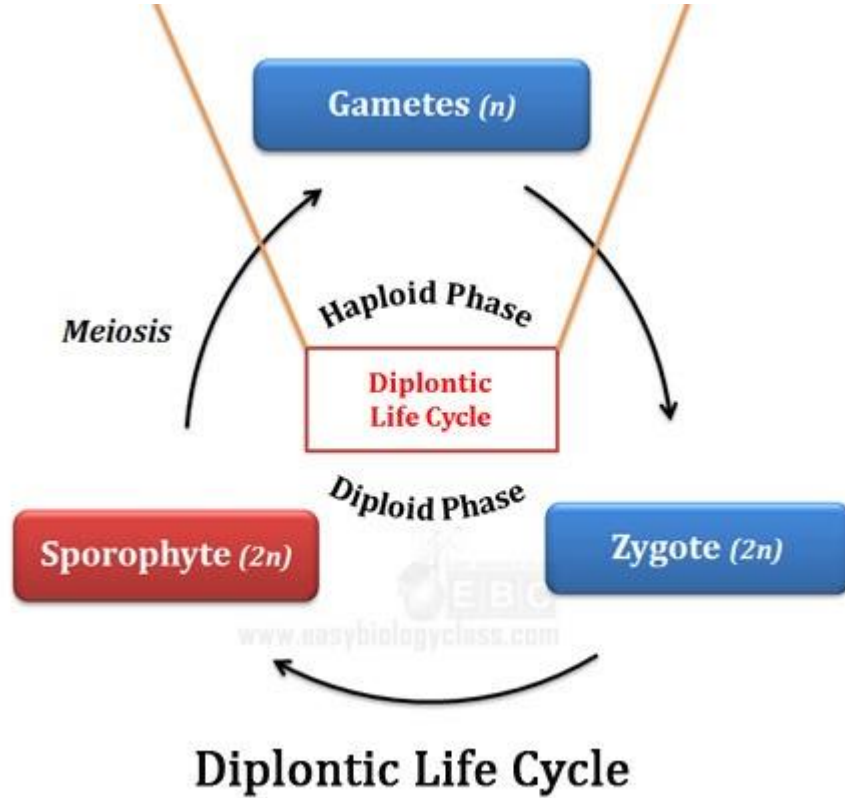 Gametes (n)
Haploid Phase
Meiosis
Diplontic
Life Cycle
Diploid Phase
Sporophyte (2n)
Zygote (2n)
EBC
www.easybiologyclass.com
Diplontic Life Cycle